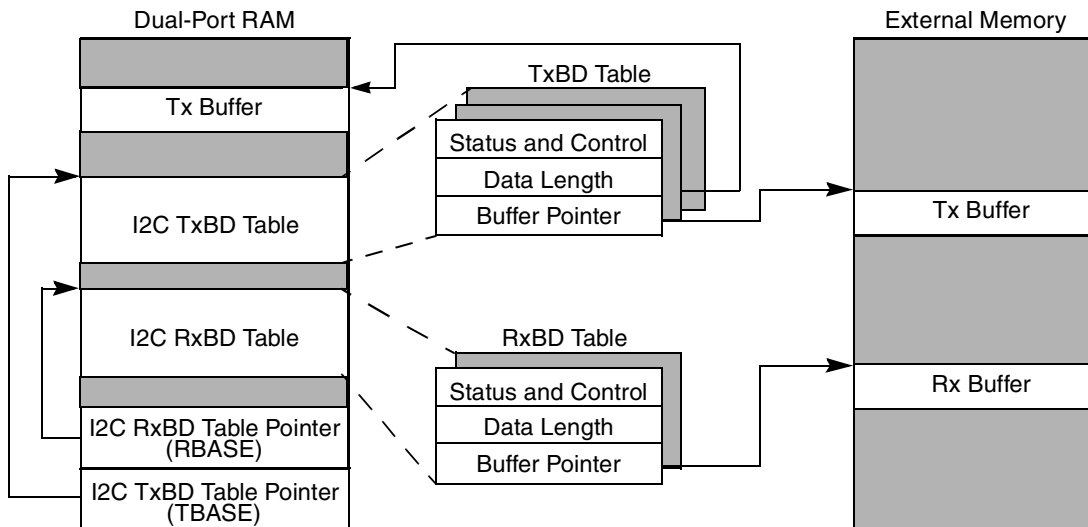 Dual-Port RAM
External Memory
TxBD Table
Tx Buffer
Status and Control
Data Length
Buffer Pointer
Tx Buffer
I2C TxBD Table
I2C RxBD Table
RxBD Table
Status and Control
Data Length
Buffer Pointer
Rx Buffer
I2C RxBD Table Pointer
(RBASE)
I2C TxBD Table Pointer
(TBASE)